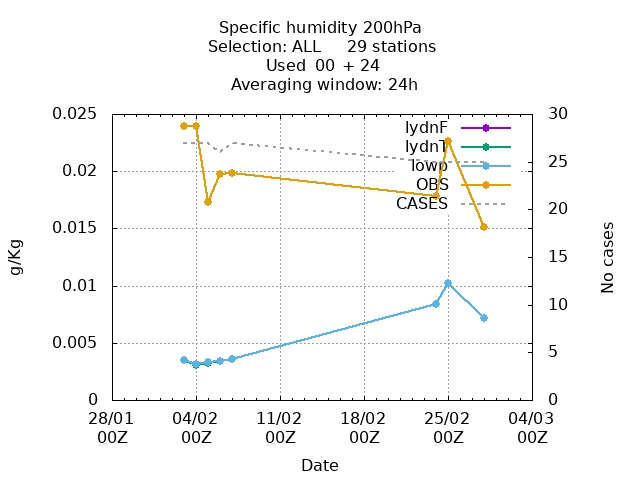 Specific humidity 200hPa
Selection: ALL 29 stations
Used 00 + 24
Averaging window: 24h
0.025
0.02
0.015
0.01
0.005
0
30
25
20
15
10
5
0
g/Kg
No cases
IydnF
IydnT
lowp
OBS
CASES
28/01 04/02 11/02 18/02 25/02 04/03
00Z 00Z 00Z 00Z 00Z 00Z
Date